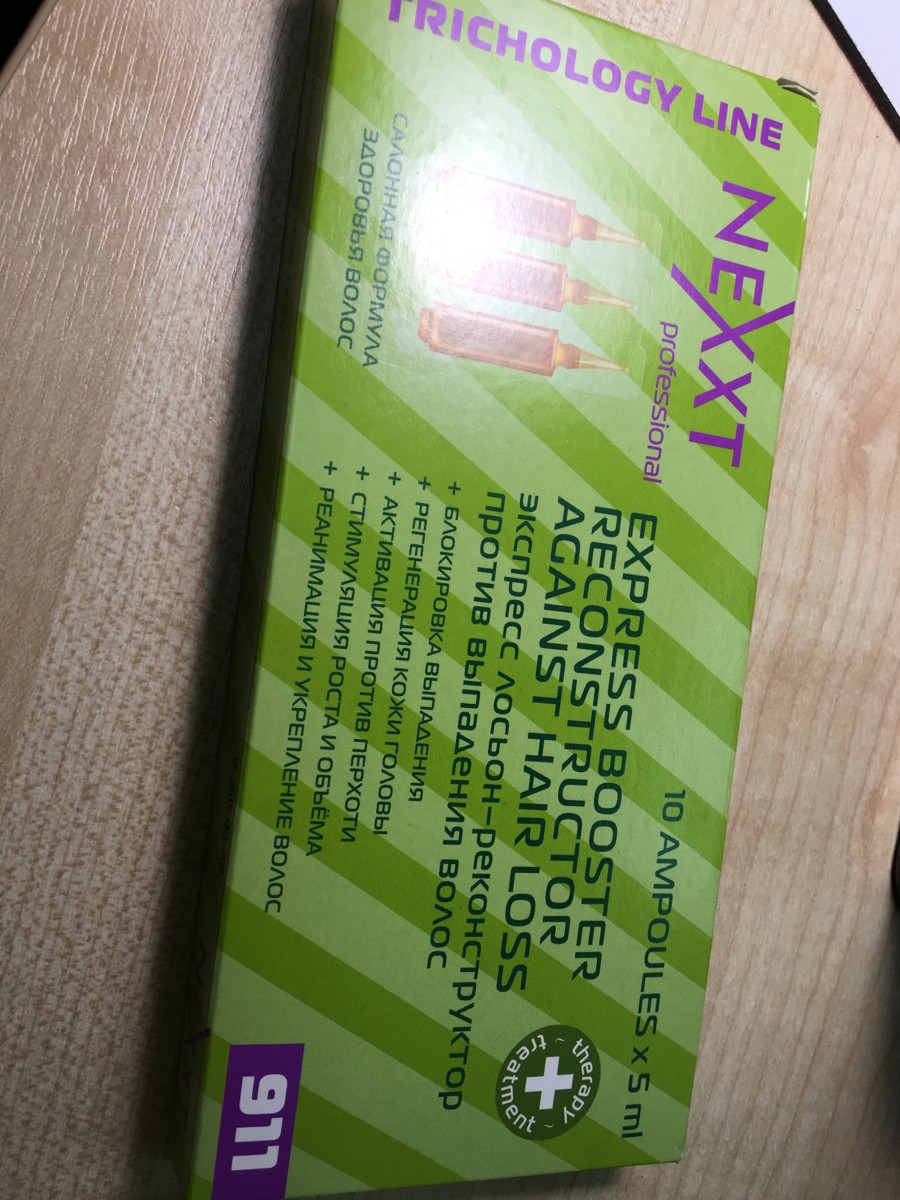 TRICHOLOGY LINE
NEXXT
professional
САЛОННАЯ ФОРМУЛА
ЗДОРОВЬЯ ВОЛОС
10 AMPOULES x 5 ml
EXPRESS BOOSTER
RECONSTRUCTOR
AGAINST HAIR LOSS
экспресс лосьон-реконструктор
против выпадения волос
+ БЛОКИРОВКА ВЫПАДЕНИЯ
+ РЕГЕНЕРАЦИЯ КОЖИ ГОЛОВЫ
+ АКТИВАЦИЯ ПРОТИВ ПЕРХОТИ
+ СТИМУЛЯЦИЯ РОСТА И ОБЪЁМА
+ РЕАНИМАЦИЯ И УКРЕПЛЕНИЕ ВОЛОС
~ therapy ~
treatment
911